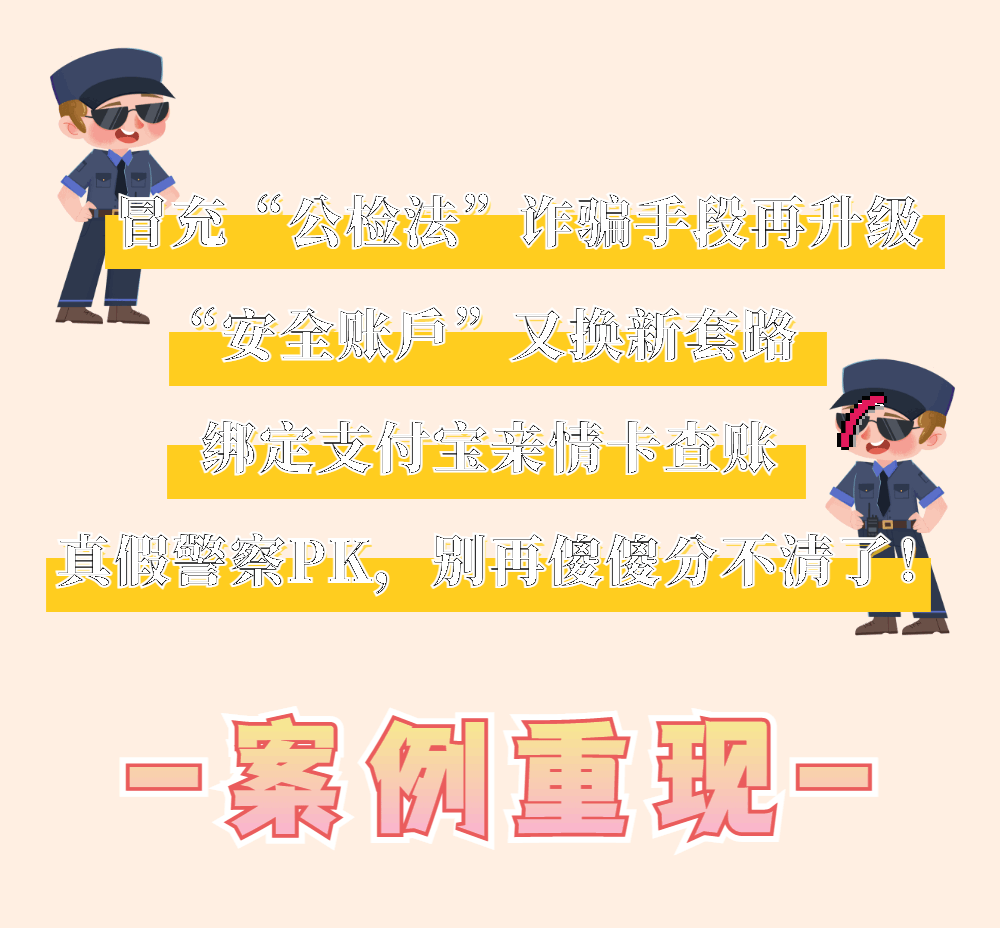 冒充“公检法”诈骗手段再升级
“安全账戶”又换新套路
绑定支付宝亲情卡查账
真假警察PK，别再傻傻分不清了！
案例重现